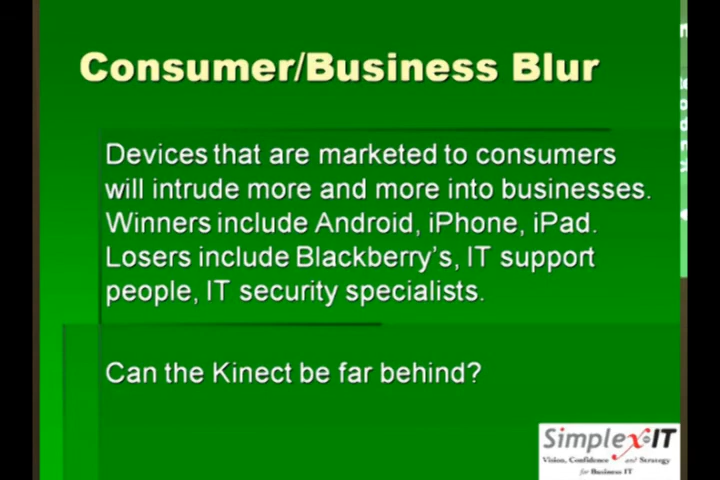 Consumer/Business Blur
Devices that are marketed to consumers
will intrude more and more into businesses.
Winners include Android, iPhone, iPad.
Losers include Blackberry's, IT support
people, IT security specialists.
Can the Kinect be far behind?
Simplex-IT
Vision, Confidence and Strategy
for Business IT